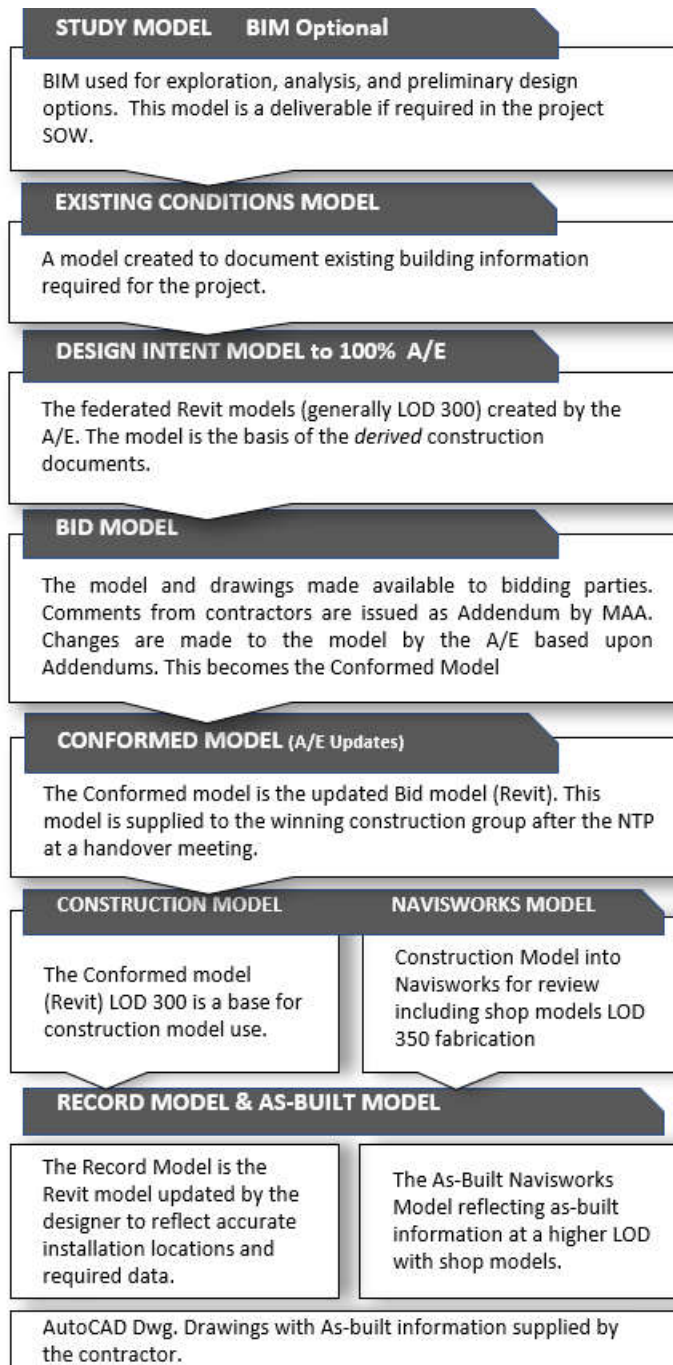 STUDY MODEL BIM Optional
BIM used for exploration, analysis, and preliminary design
options. This model is a deliverable if required in the project
SOW.
EXISTING CONDITIONS MODEL
A model created to document existing building information
required for the project.
DESIGN INTENT MODEL to 100% A/E
The federated Revit models (generally LOD 300) created by the
A/E. The model is the basis of the derived construction
documents.
BID MODEL
The model and drawings made available to bidding parties.
Comments from contractors are issued as Addendum by MAA.
Changes are made to the model by the A/E based upon
Addendums. This becomes the Conformed Model
CONFORMED MODEL (A/E Updates)
The Conformed model is the updated Bid model (Revit). This
model is supplied to the winning construction group after the NTP
at a handover meeting.
CONSTRUCTION MODEL
The Conformed model
(Revit) LOD 300 is a base for
construction model use.
NAVISWORKS MODEL
Construction Model into
Navisworks for review
including shop models LOD
350 fabrication
RECORD MODEL & AS-BUILT MODEL
The Record Model is the
Revit model updated by the
designer to reflect accurate
installation locations and
required data.
The As-Built Navisworks
Model reflecting as-built
information at a higher LOD
with shop models.
AutoCAD Dwg. Drawings with As-built information supplied by
the contractor.